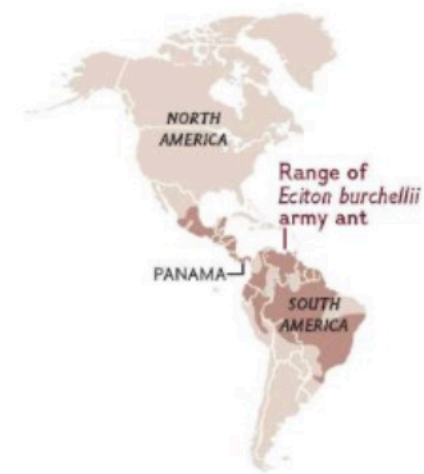 NORTH
AMERICA
Range of
Eciton burchellii
army ant
PANAMA
SOUTH
AMERICA